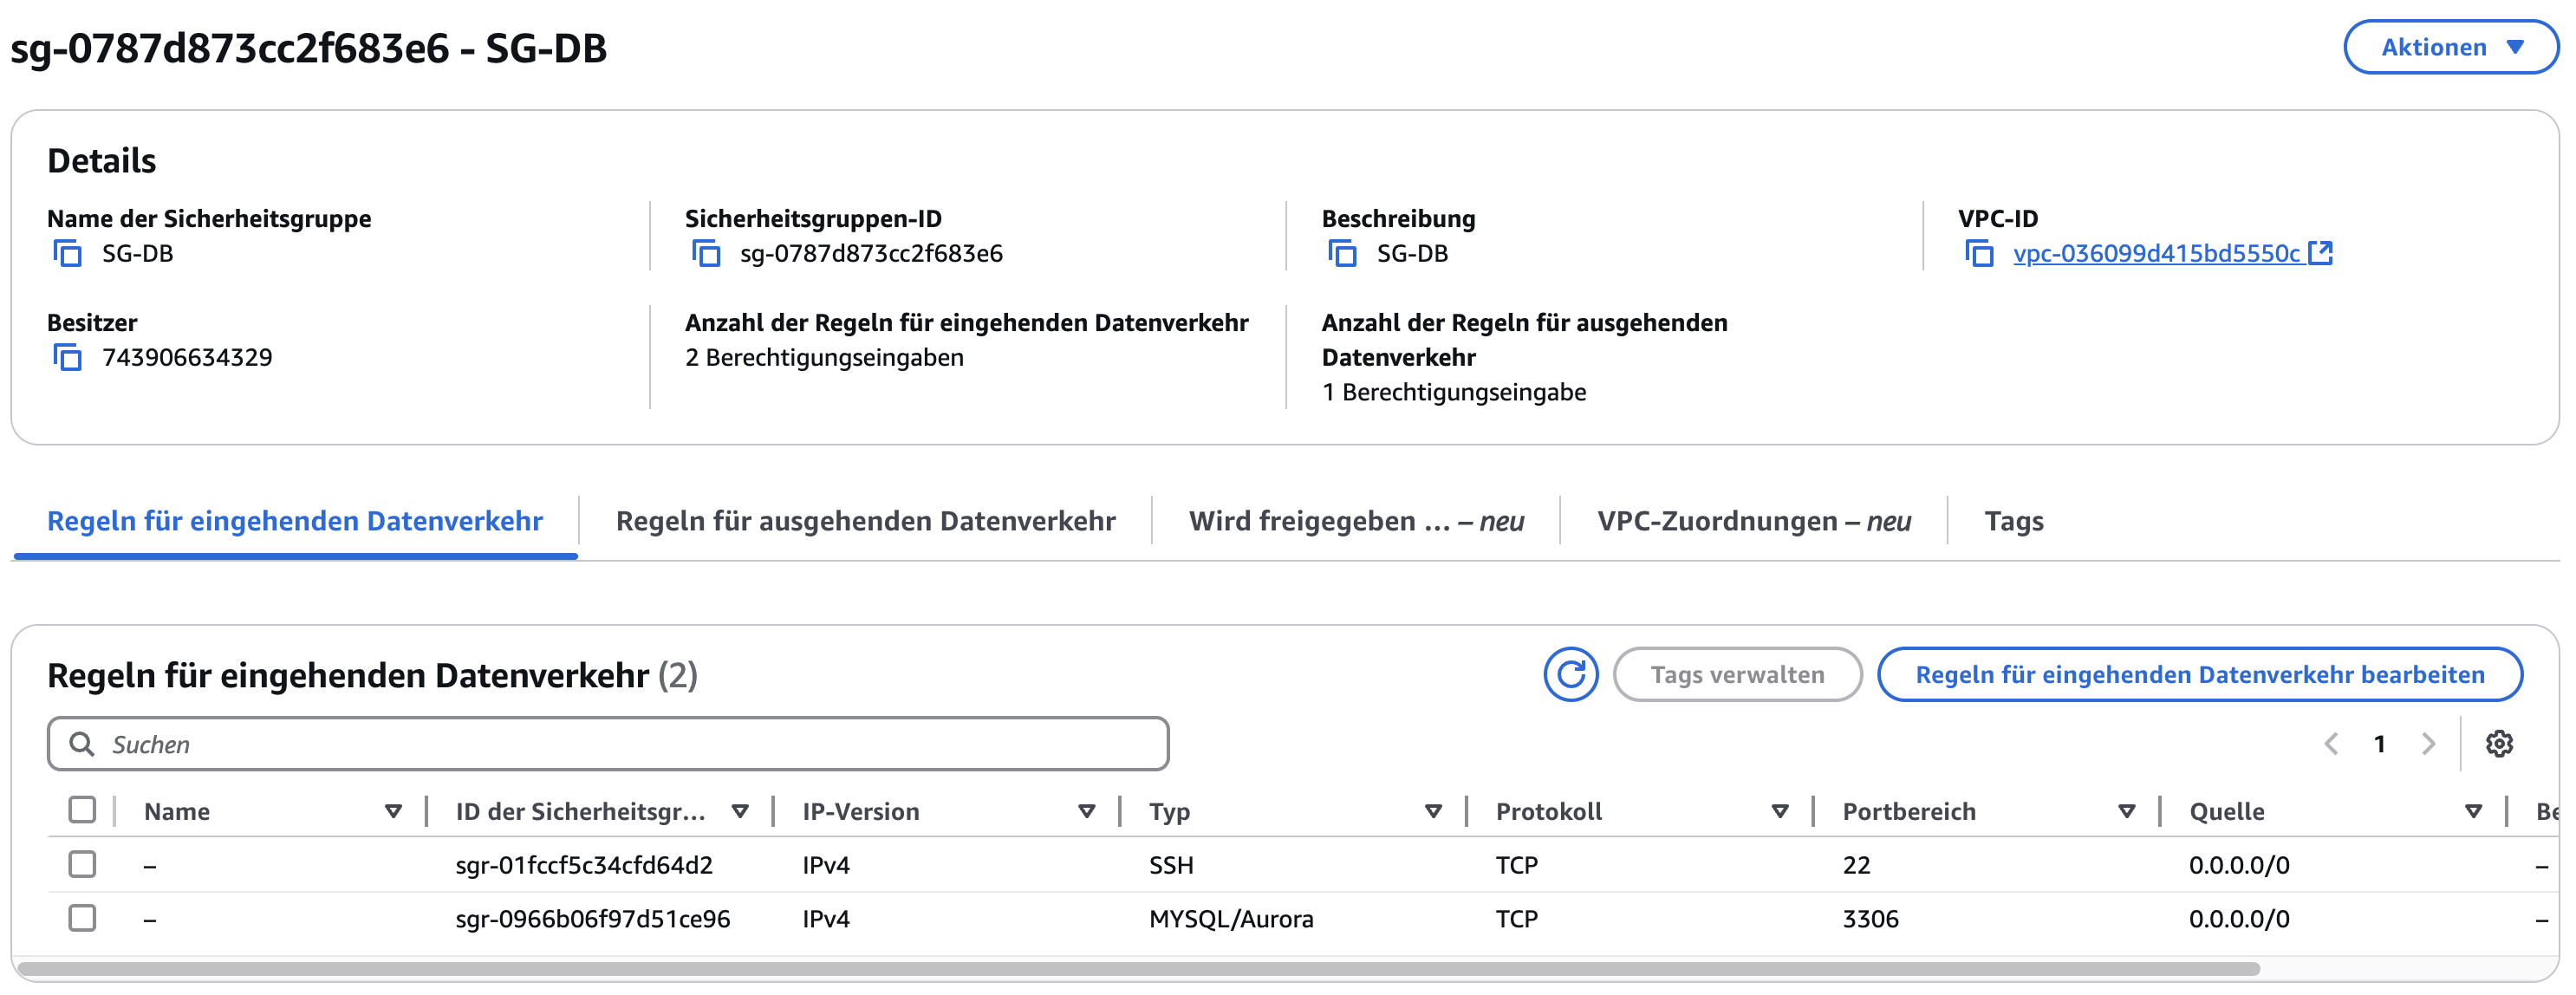 sg-0787d873cc2f683e6 - SG-DB
Aktionen
Details
Name der Sicherheitsgruppe
SG-DB
Sicherheitsgruppen-ID
sg-0787d873cc2f683e6
Beschreibung
SG-DB
VPC-ID
vpc-036099d415bd5550c
Besitzer
743906634329
Anzahl der Regeln für eingehenden Datenverkehr
2 Berechtigungseingaben
Anzahl der Regeln für ausgehenden
Datenverkehr
1 Berechtigungseingabe
Regeln für eingehenden Datenverkehr
Regeln für ausgehenden Datenverkehr
Wird freigegeben ... – neu
VPC-Zuordnungen – neu
Tags
Regeln für eingehenden Datenverkehr (2)
Tags verwalten
Regeln für eingehenden Datenverkehr bearbeiten
Suchen
1
Name ID der Sicherheitsgr... IP-Version Typ Protokoll Portbereich Quelle Be
– sgr-01fccf5c34cfd64d2 IPv4 SSH TCP 22 0.0.0.0/0 –
– sgr-0966b06f97d51ce96 IPv4 MYSQL/Aurora TCP 3306 0.0.0.0/0 –